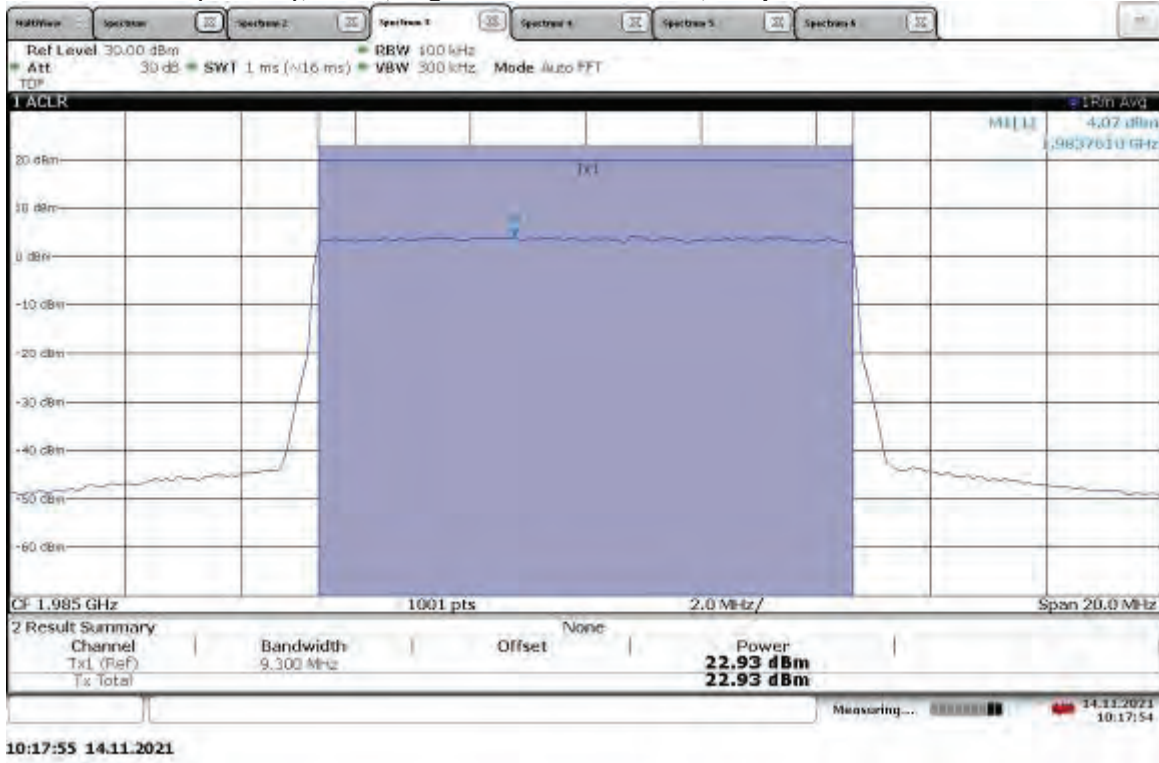 MultiView Spectrum Spectrum 2 Spectrum 3 Spectrum 4 Spectrum 5 Spectrum 6
Ref Level 30.00 dBm RBW 100 kHz
Att 30 dB SWT 1 ms (~16 ms) VBW 300 kHz Mode Auto FFT
TDF
1 ACLR 1Rm Avg
M1[1] 4.07 dBm
1.9837610 GHz
20 dBm
Tx1
10 dBm
0 dBm
-10 dBm
-20 dBm
-30 dBm
-40 dBm
-50 dBm
-60 dBm
CF 1.985 GHz 1001 pts 2.0 MHz/ Span 20.0 MHz
2 Result Summary None
Channel Bandwidth Offset Power
Tx1 (Ref) 9.300 MHz 22.93 dBm
Tx Total 22.93 dBm
Measuring... 14.11.2021
10:17:54
10:17:55 14.11.2021